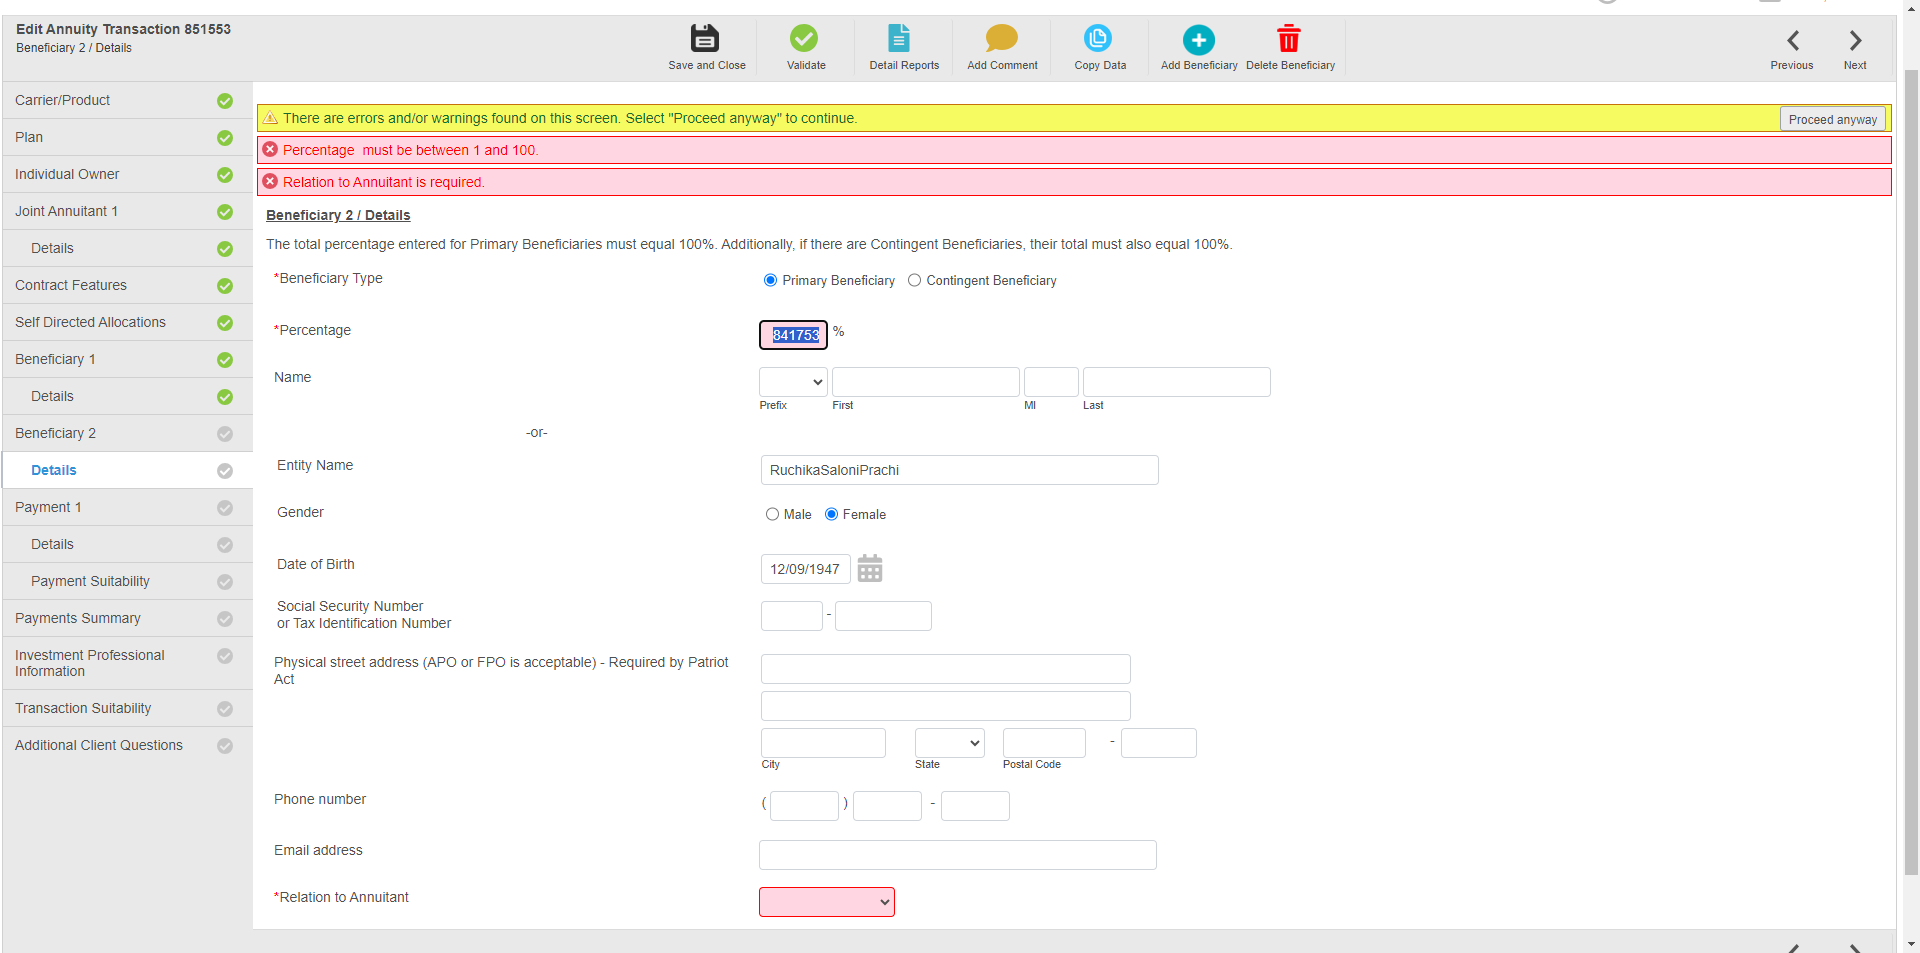 Edit Annuity Transaction 851553
Beneficiary 2 / Details
Save and Close
Validate
Detail Reports
Add Comment
Copy Data
Add Beneficiary
Delete Beneficiary
Previous
Next
Carrier/Product
Plan
Individual Owner
Joint Annuitant 1
Details
Contract Features
Self Directed Allocations
Beneficiary 1
Details
Beneficiary 2
Details
Payment 1
Details
Payment Suitability
Payments Summary
Investment Professional
Information
Transaction Suitability
Additional Client Questions
There are errors and/or warnings found on this screen. Select "Proceed anyway" to continue.
Proceed anyway
Percentage  must be between 1 and 100.
Relation to Annuitant is required.
Beneficiary 2 / Details
The total percentage entered for Primary Beneficiaries must equal 100%. Additionally, if there are Contingent Beneficiaries, their total must also equal 100%.
*Beneficiary Type
Primary Beneficiary
Contingent Beneficiary
*Percentage
841753 %
Name
Prefix
First
MI
Last
-or-
Entity Name
RuchikaSaloniPrachi
Gender
Male
Female
Date of Birth
12/09/1947
Social Security Number
or Tax Identification Number
-
Physical street address (APO or FPO is acceptable) - Required by Patriot
Act
City
State
Postal Code
-
Phone number
( ) -
Email address
*Relation to Annuitant